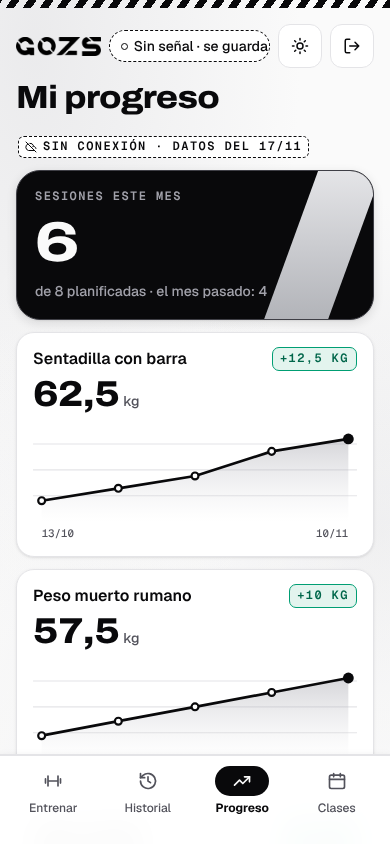 GOZS
Sin señal · se guarda
Mi progreso
SIN CONEXIÓN · DATOS DEL 17/11
SESIONES ESTE MES
6
de 8 planificadas · el mes pasado: 4
Sentadilla con barra
+12,5 KG
62,5 kg
13/10
10/11
Peso muerto rumano
+10 KG
57,5 kg
Entrenar
Historial
Progreso
Clases